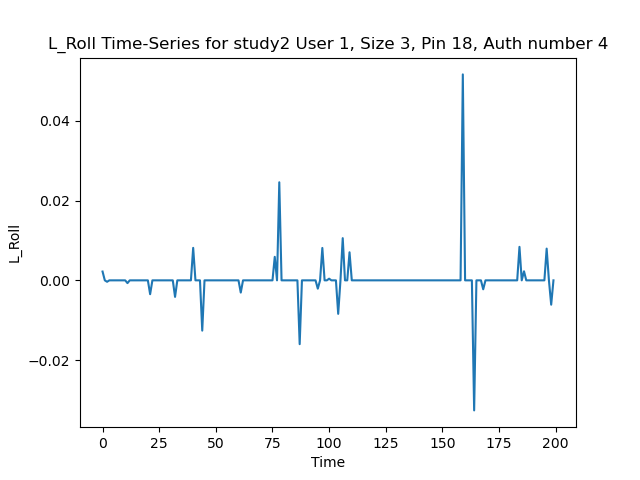 L_Roll Time-Series for study2 User 1, Size 3, Pin 18, Auth number 4
0.04
0.02
0.00
−0.02
L_Roll
0 25 50 75 100 125 150 175 200
Time